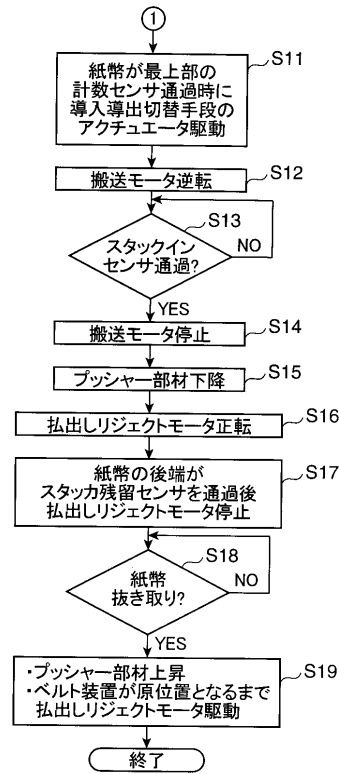 1
S11
紙幣が最上部の
計数センサ通過時に
導入導出切替手段の
アクチュエータ駆動
S12
搬送モータ逆転
S13
スタックイン
センサ通過?
NO
YES
S14
搬送モータ停止
S15
プッシャー部材下降
S16
払出しリジェクトモータ正転
S17
紙幣の後端が
スタッカ残留センサを通過後
払出しリジェクトモータ停止
S18
紙幣
抜き取り?
NO
YES
S19
・プッシャー部材上昇
・ベルト装置が原位置となるまで
払出しリジェクトモータ駆動
終了